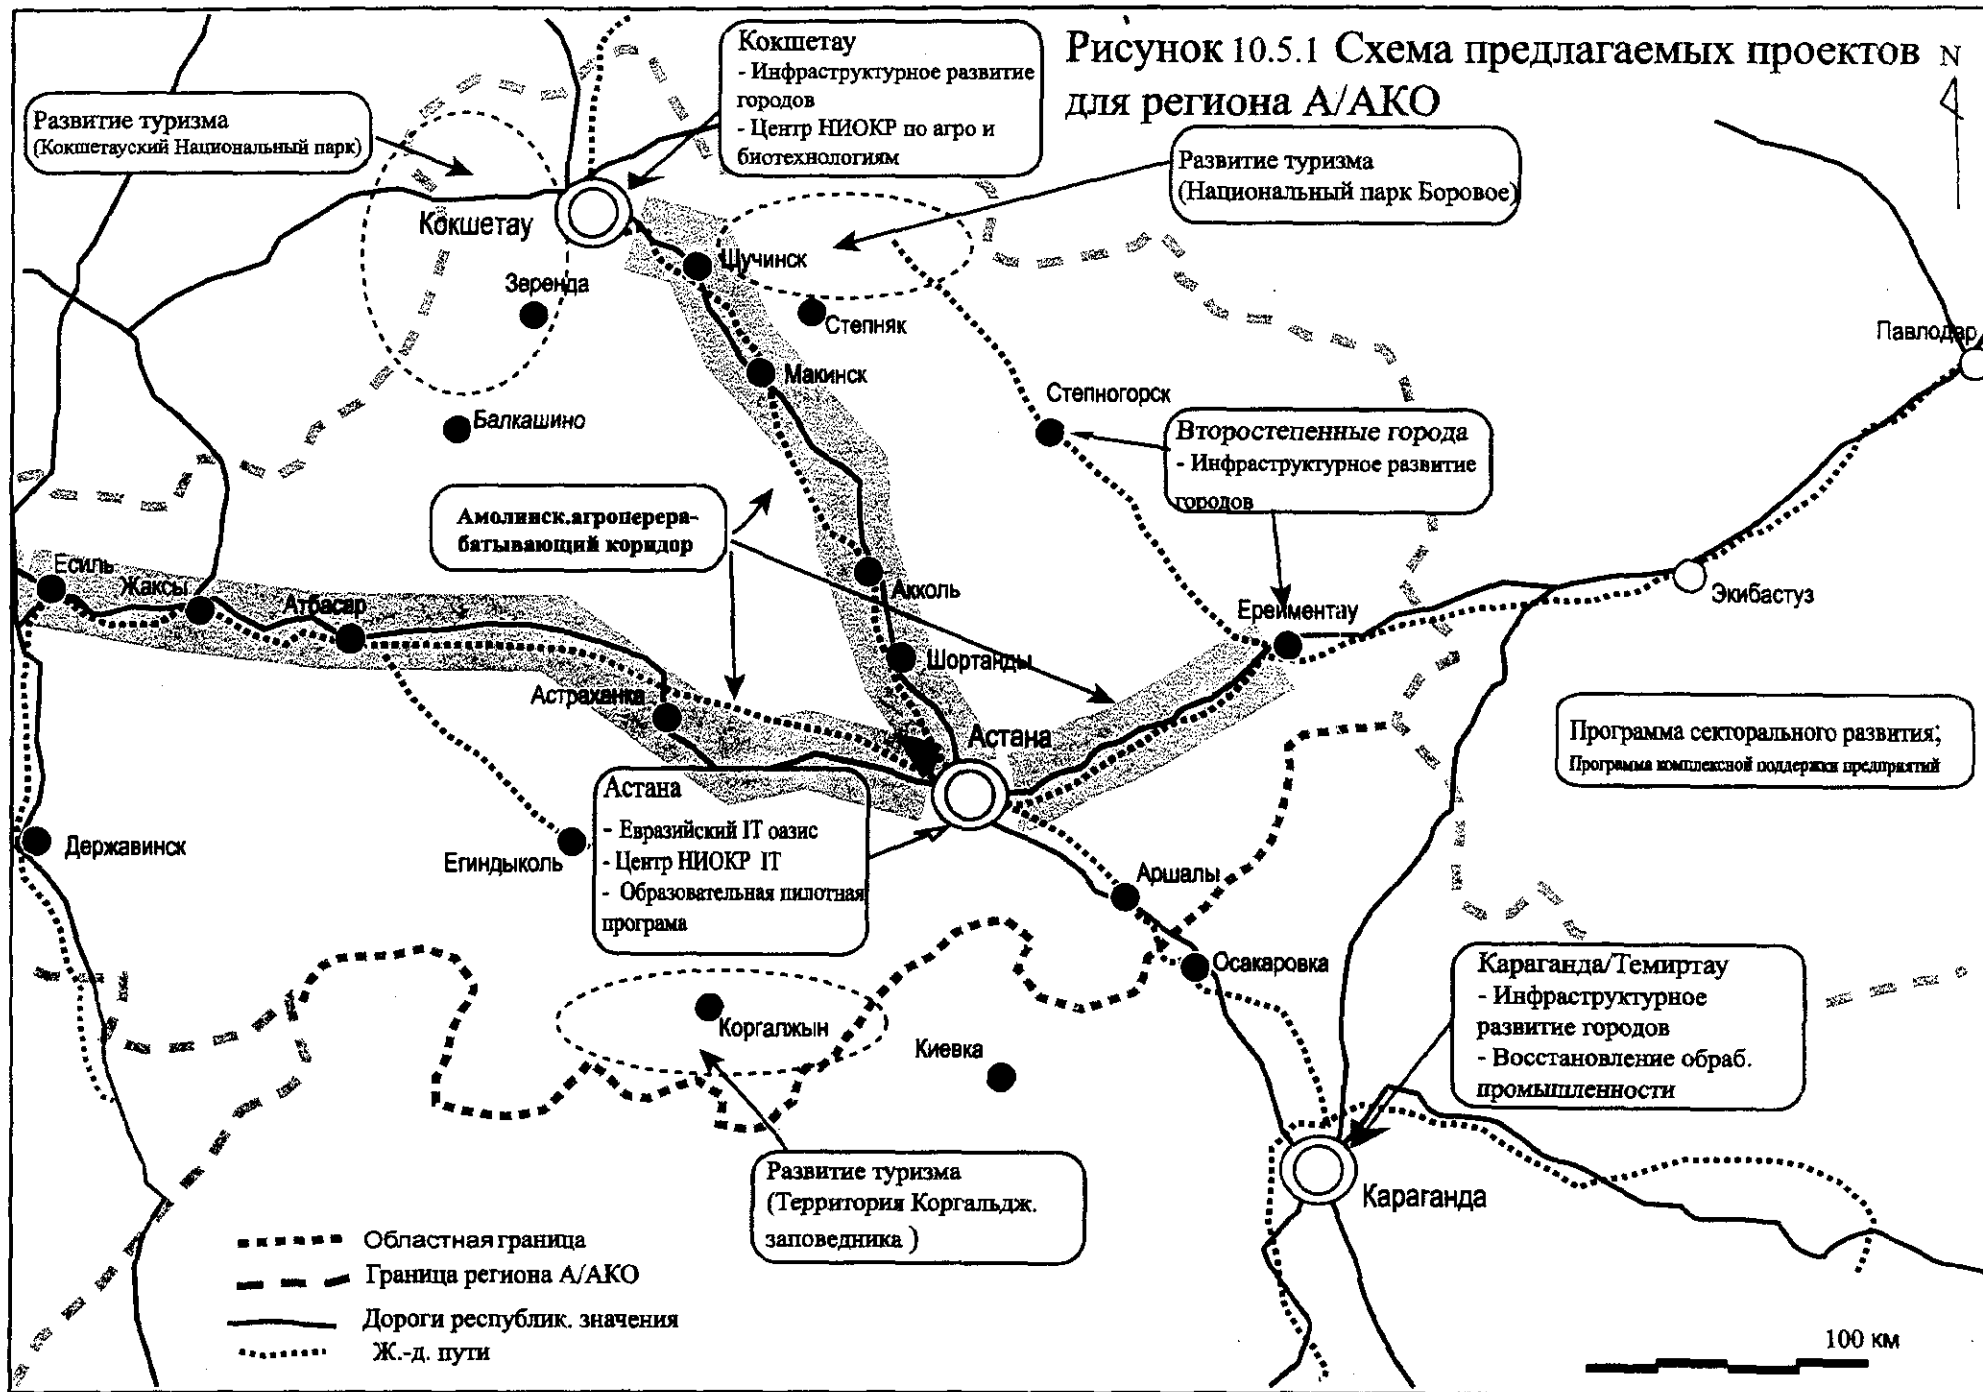 Рисунок 10.5.1 Схема предлагаемых проектов
для региона А/АКО
N
Кокшетау
- Инфраструктурное развитие
городов
- Центр НИОКР по агро и
биотехнологиям
Развитие туризма
(Кокшетауский Национальный парк)
Развитие туризма
(Национальный парк Боровое)
Кокшетау
Щучинск
Зеренда
Степняк
Павлодар
Макинск
Степногорск
Балкашино
Второстепенные города
- Инфраструктурное развитие
городов
Амолинск.агроперера-
батывающий коридор
Есиль
Жаксы
Атбасар
Акколь
Ерейментау
Экибастуз
Шортанды
Астраханка
Астана
Программа секторального развития;
Программа комплексной поддержки предприятий
Астана
- Евразийский IT оазис
- Центр НИОКР IT
- Образовательная пилотная
програма
Державинск
Егиндыколь
Аршалы
Осакаровка
Караганда/Темиртау
- Инфраструктурное
развитие городов
- Восстановление обраб.
промышленности
Коргалжын
Киевка
Развитие туризма
(Территория Коргальдж.
заповедника )
Караганда
Областная граница
Граница региона А/АКО
Дороги республик. значения
Ж.-д. пути
100 км